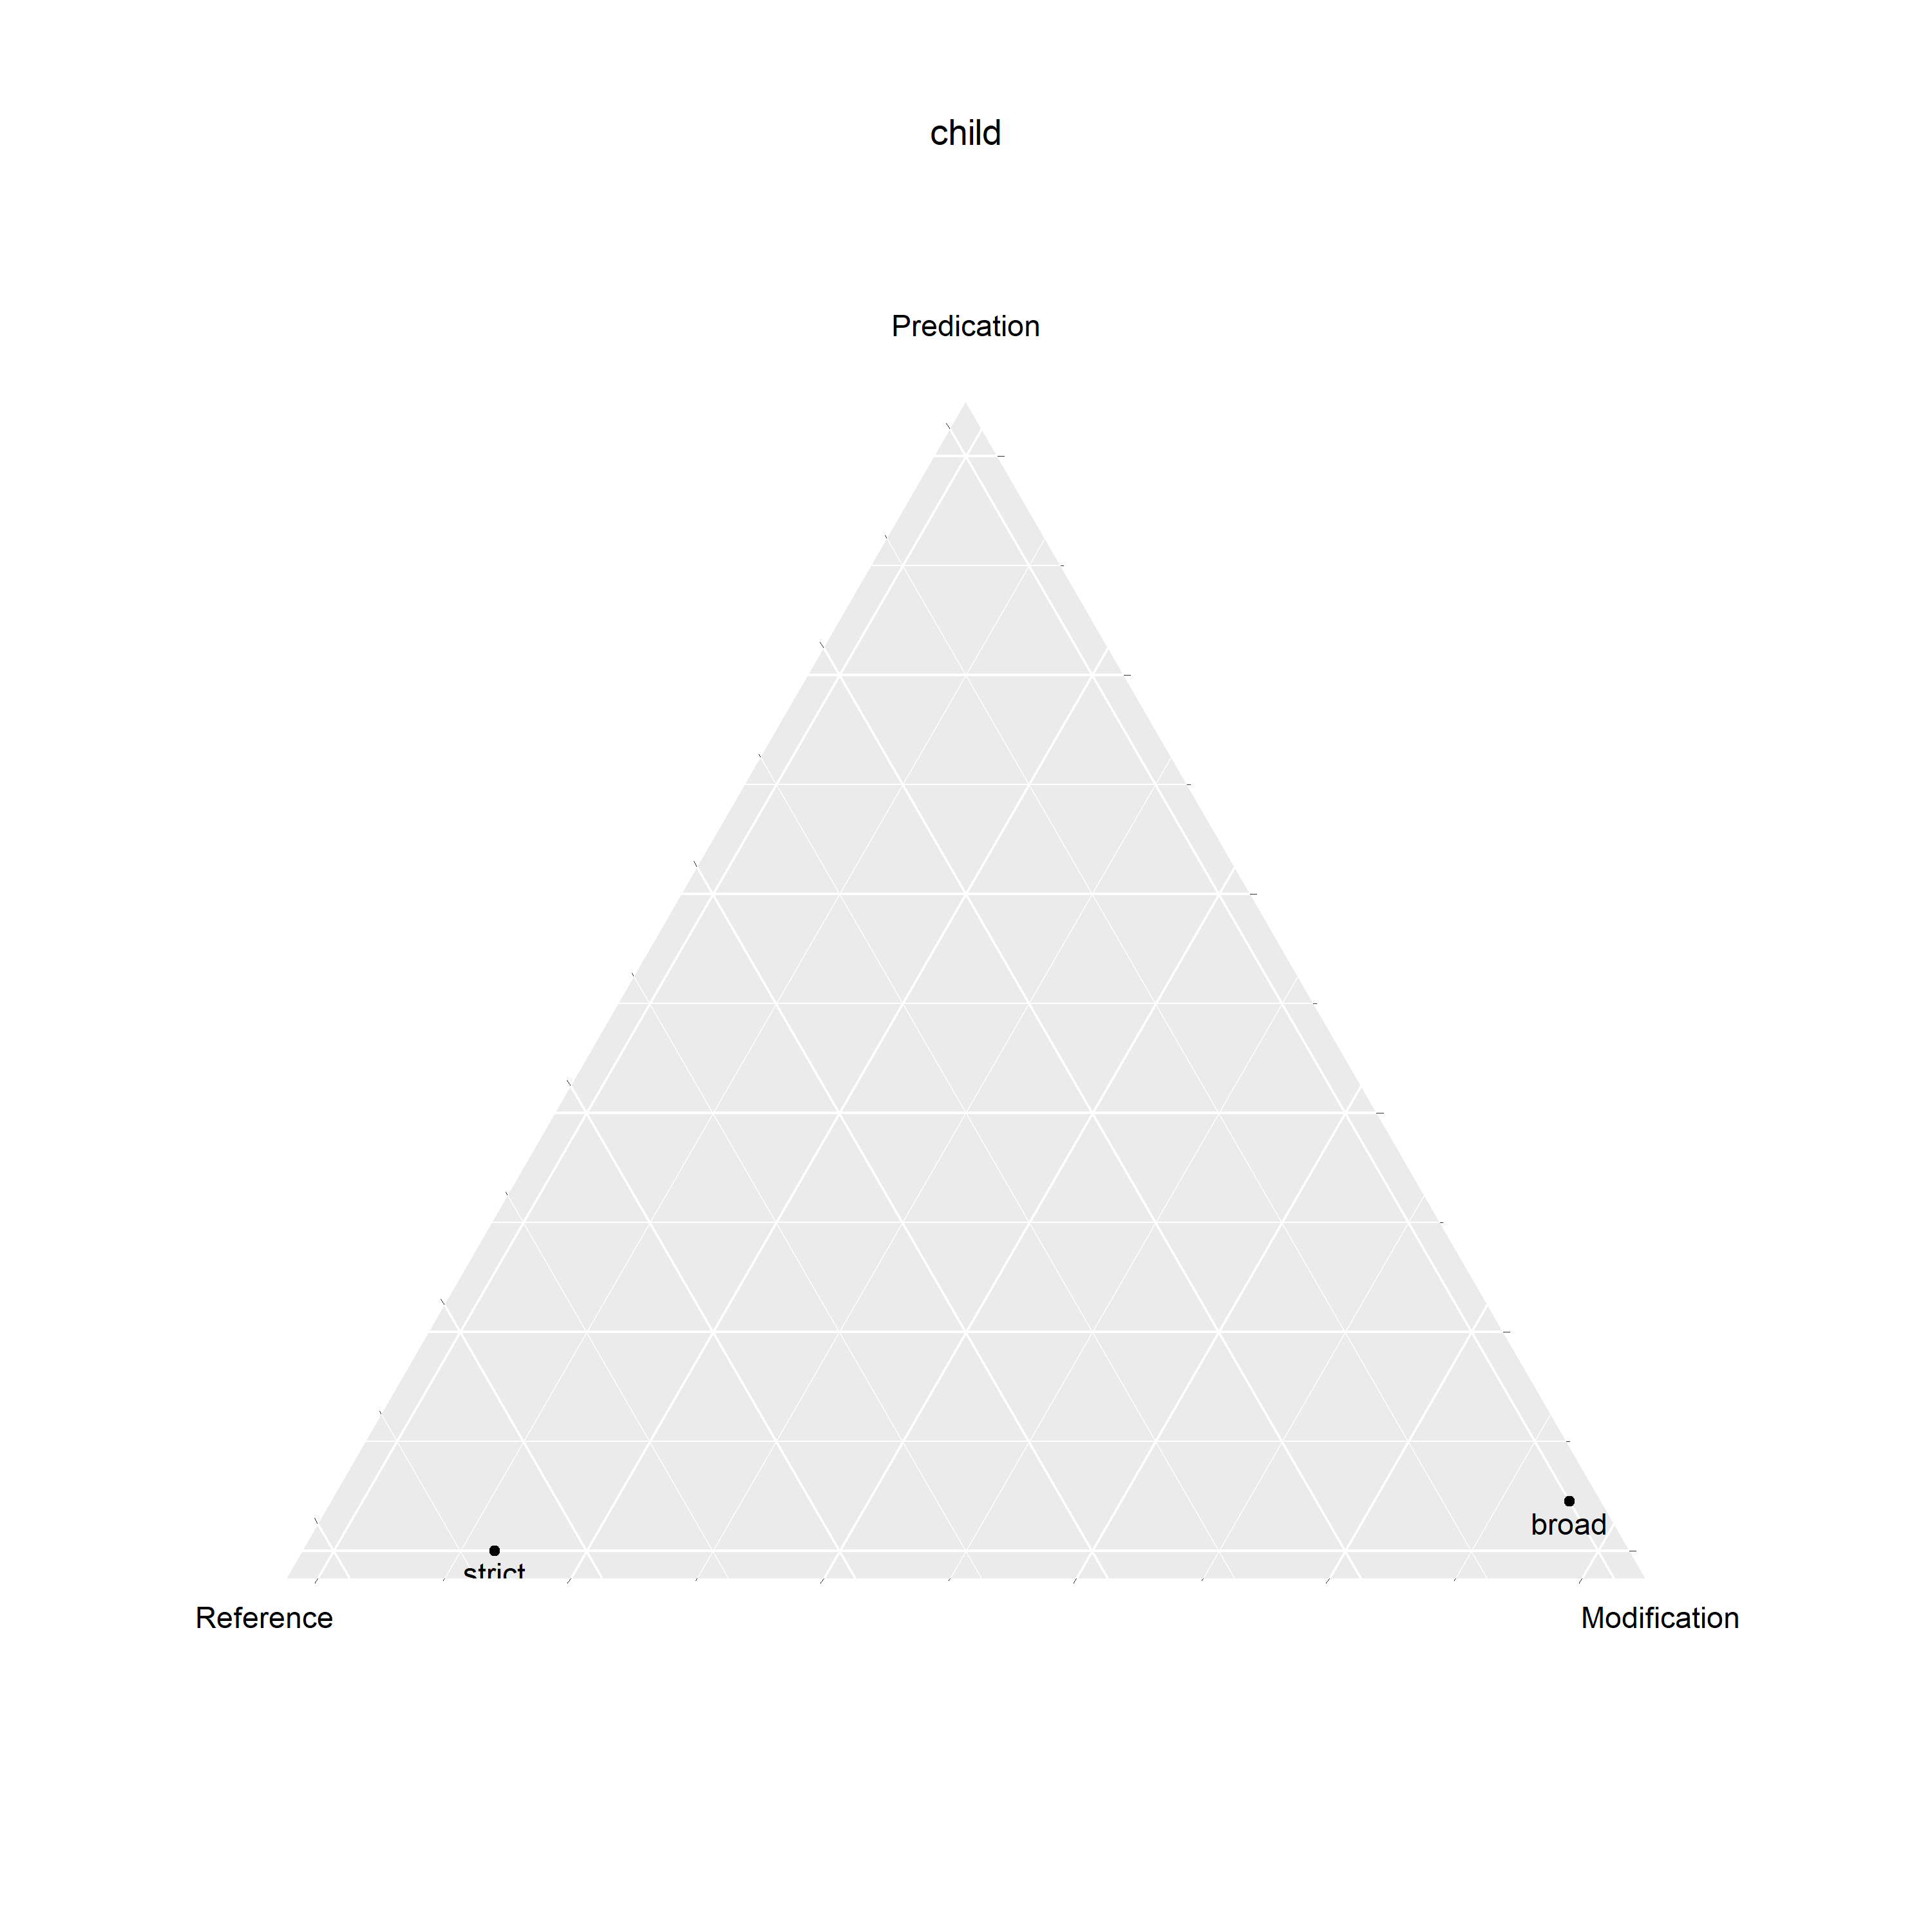 child
Predication
broad
strict
Reference
Modification